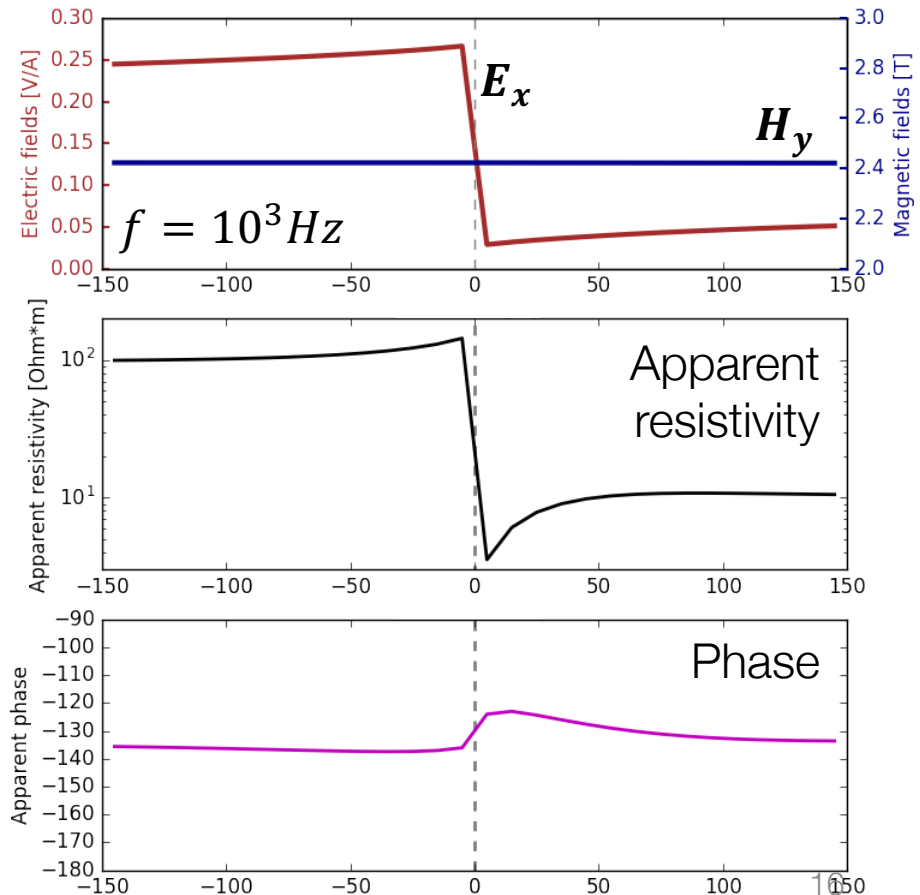 0.30
0.25
0.20
0.15
0.10
0.05
0.00
Electric fields [V/A]
E_x
H_y
f = 10^3 Hz
3.0
2.8
2.6
2.4
2.2
2.0
Magnetic fields [T]
−150 −100 −50 0 50 100 150
Apparent resistivity [Ohm*m]
10^2
10^1
Apparent
resistivity
−150 −100 −50 0 50 100 150
Apparent phase
−90
−100
−110
−120
−130
−140
−150
−160
−170
−180
Phase
−150 −100 −50 0 50 100 150